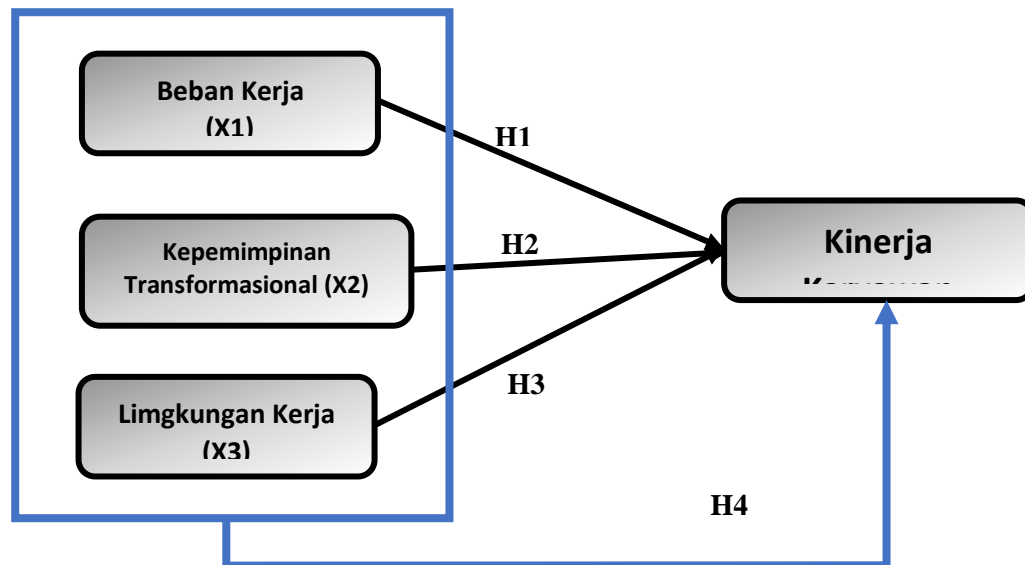 Beban Kerja
(X1)
H1
Kepemimpinan
Transformasional (X2)
H2
Kinerja
Limgkungan Kerja
(X3)
H3
H4